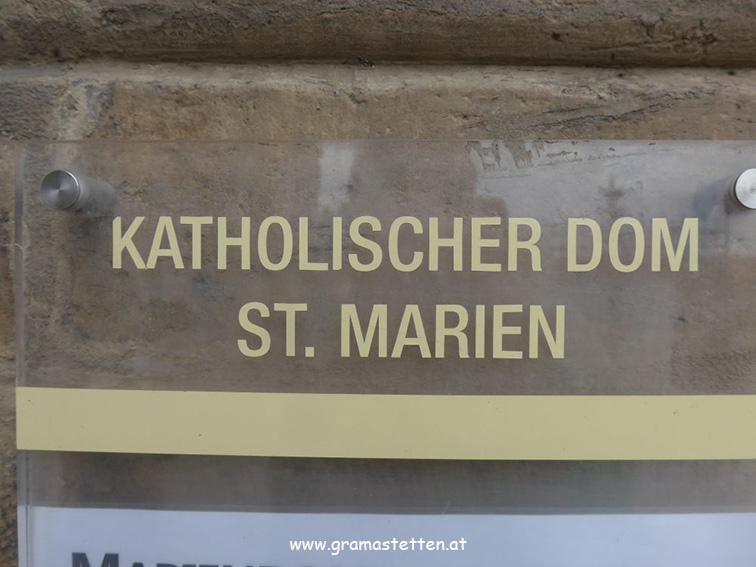 KATHOLISCHER DOM
ST. MARIEN
www.gramastetten.at